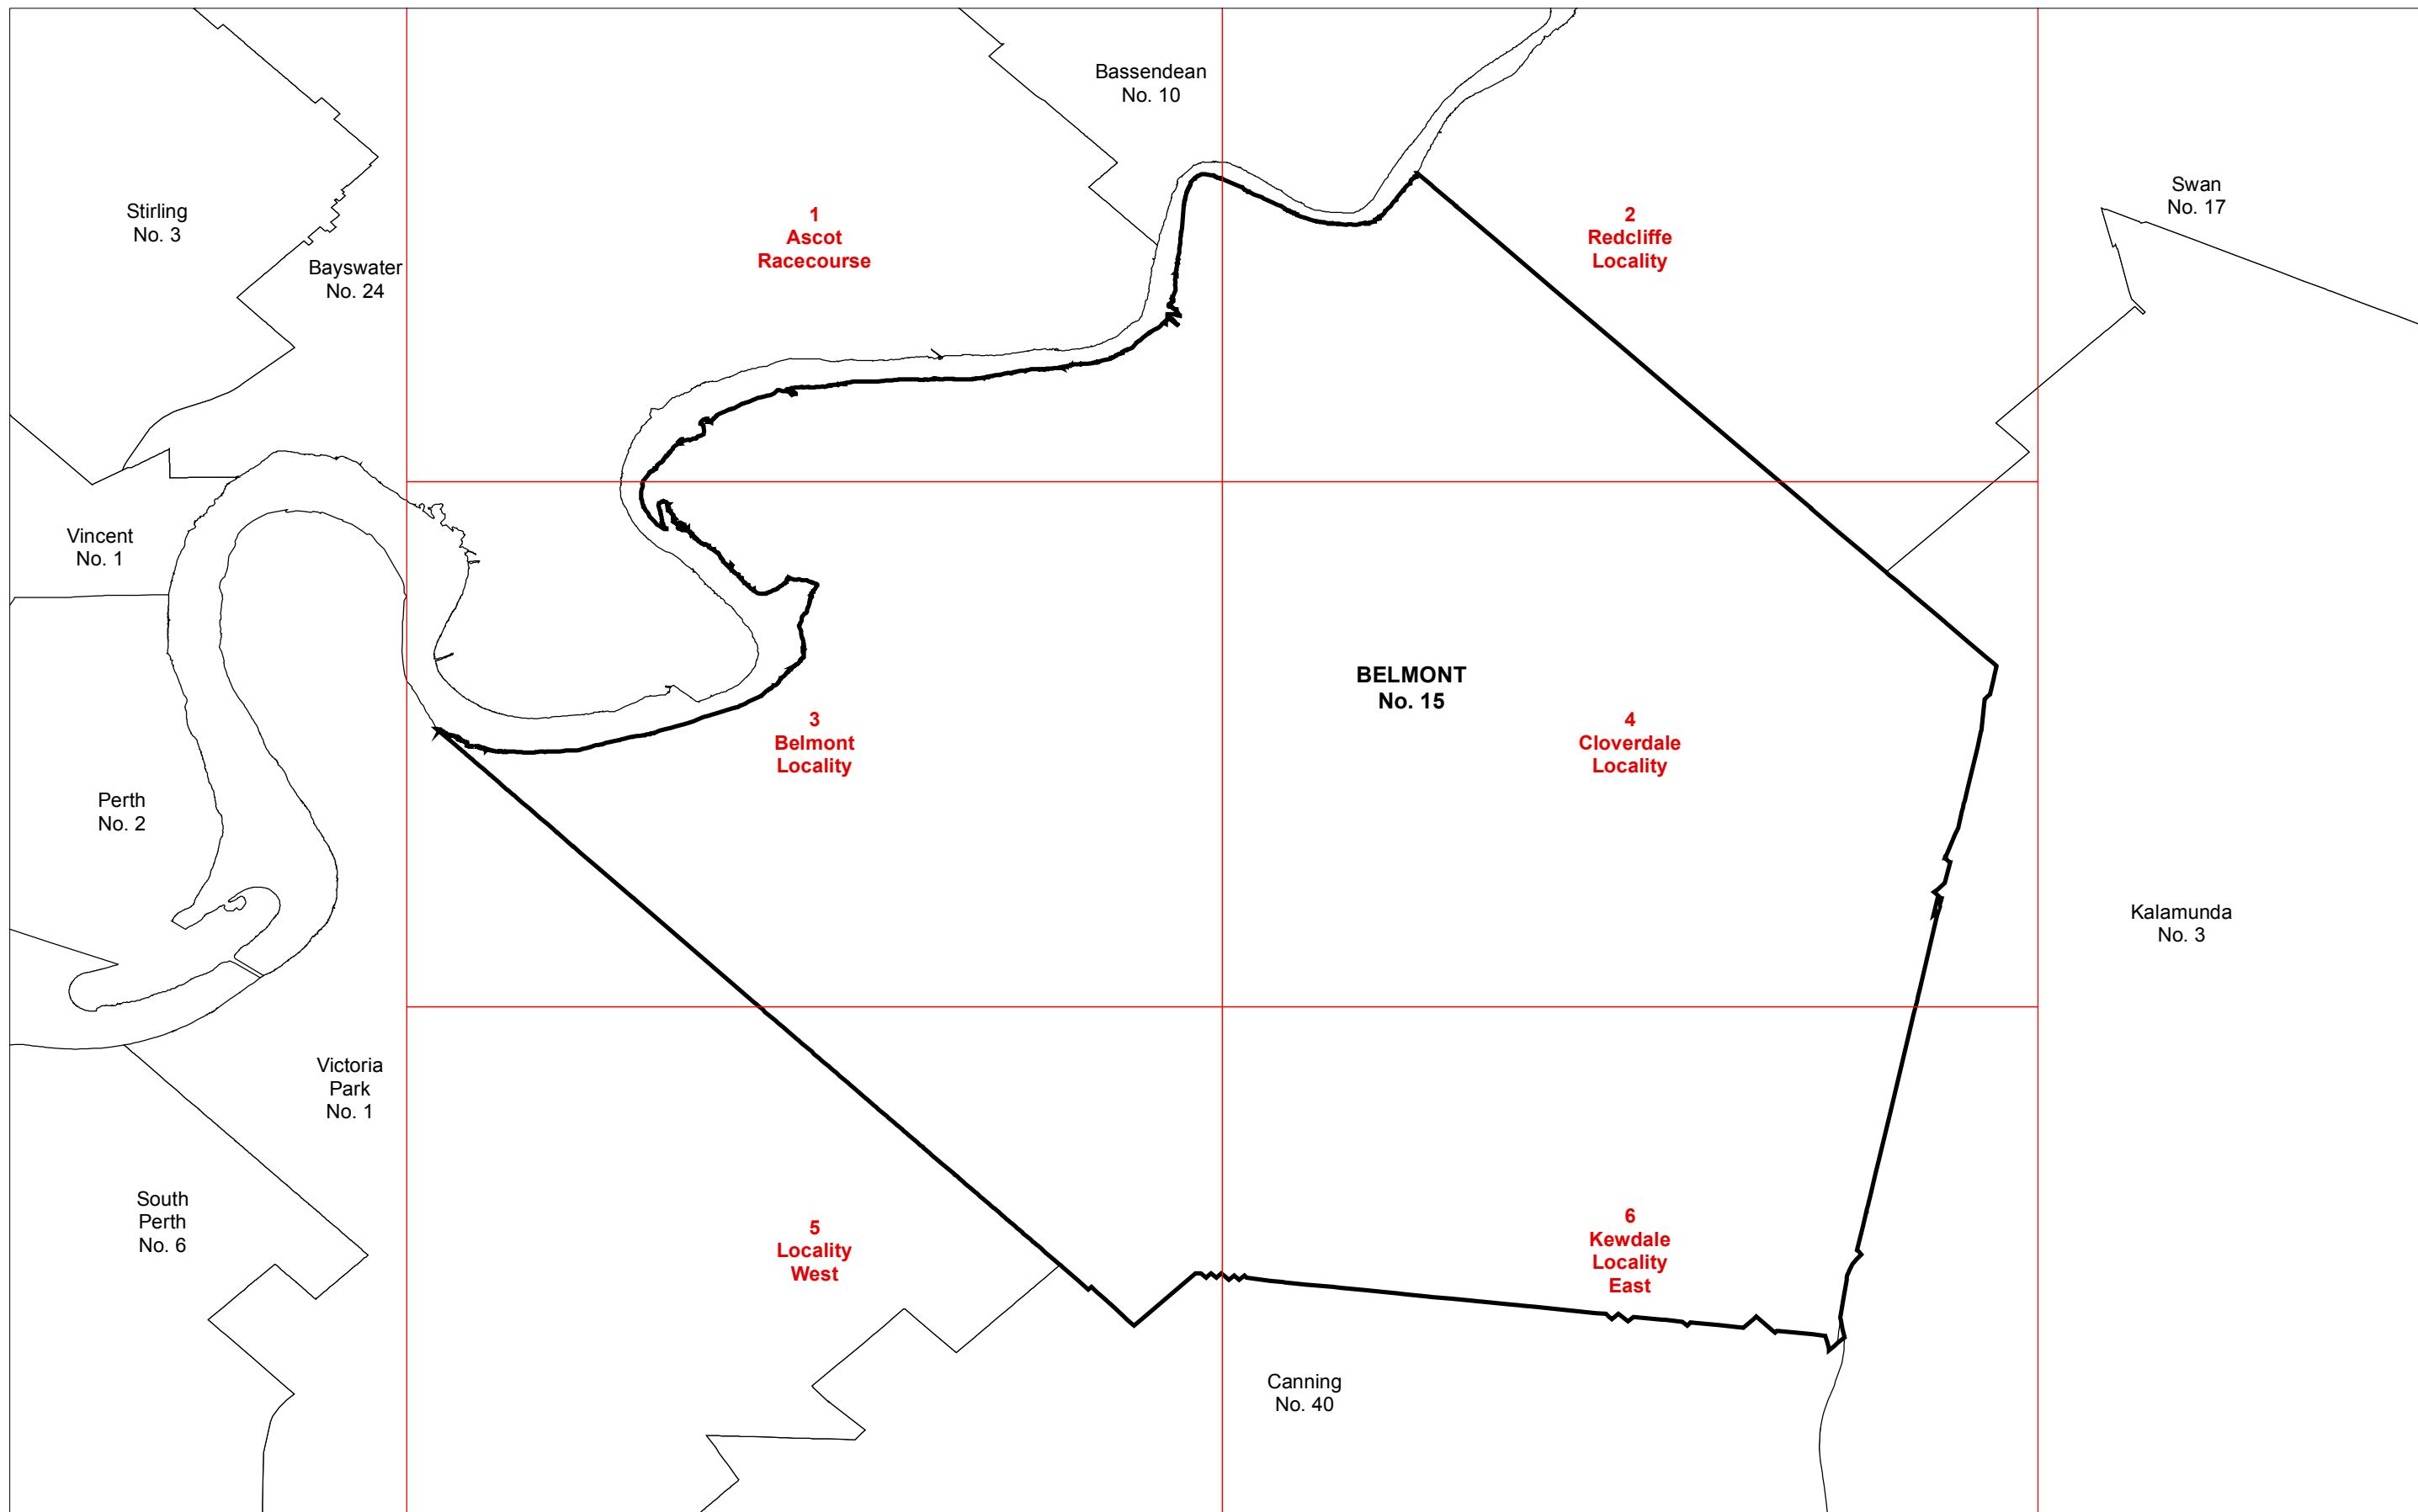 Bassendean
No. 10
Stirling
No. 3
Bayswater
No. 24
1
Ascot
Racecourse
2
Redcliffe
Locality
Swan
No. 17
Vincent
No. 1
BELMONT
No. 15
3
Belmont
Locality
4
Cloverdale
Locality
Perth
No. 2
Kalamunda
No. 3
Victoria
Park
No. 1
South
Perth
No. 6
5
Locality
West
6
Kewdale
Locality
East
Canning
No. 40